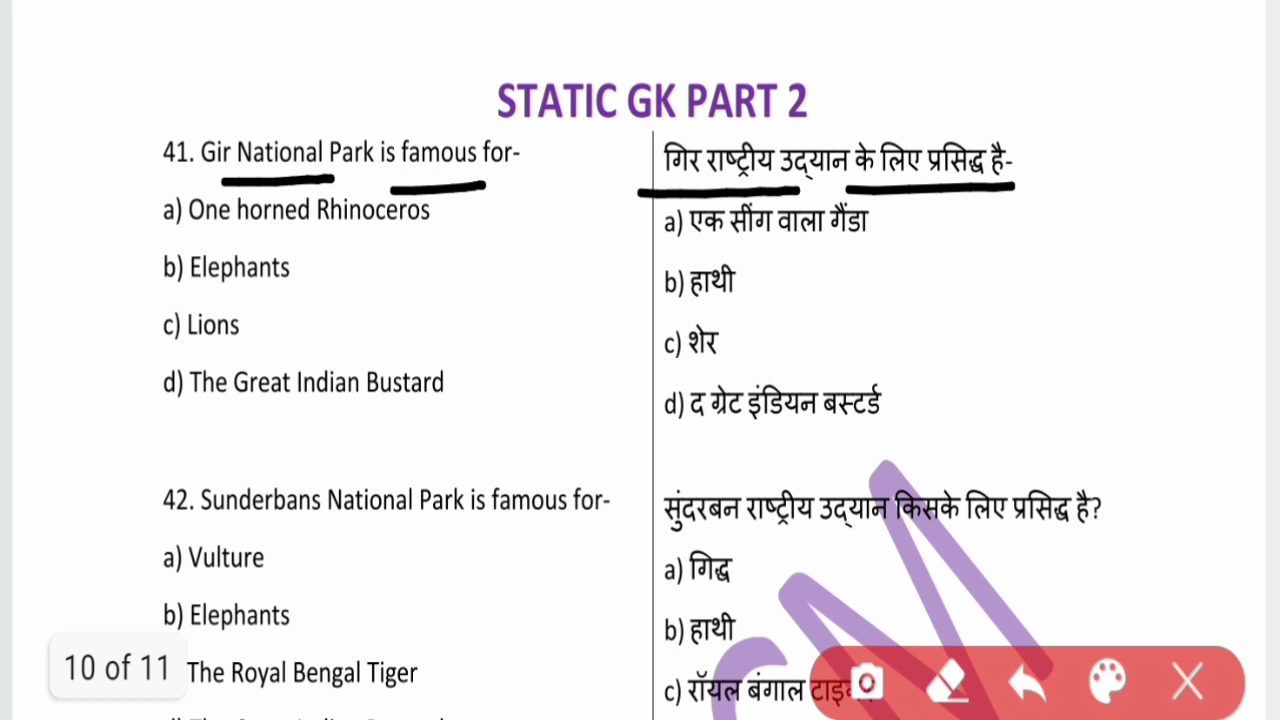 STATIC GK PART 2
41. Gir National Park is famous for-
a) One horned Rhinoceros
b) Elephants
c) Lions
d) The Great Indian Bustard
42. Sunderbans National Park is famous for-
a) Vulture
b) Elephants
The Royal Bengal Tiger
गिर राष्ट्रीय उद्यान के लिए प्रसिद्ध है-
a) एक सींग वाला गैंडा
b) हाथी
c) शेर
d) द ग्रेट इंडियन बस्टर्ड
सुंदरबन राष्ट्रीय उद्यान किसके लिए प्रसिद्ध है?
a) गिद्ध
b) हाथी
c) रॉयल बंगाल
10 of 11